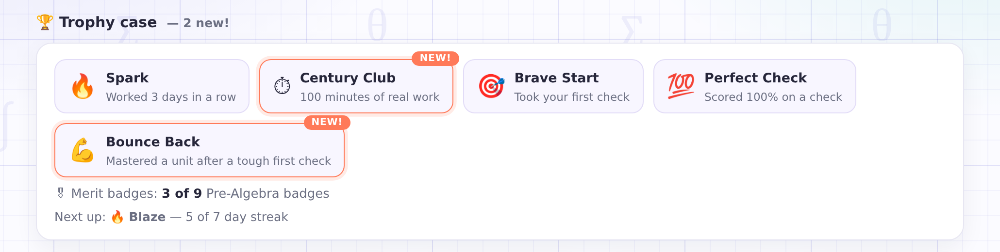 🏆 Trophy case — 2 new!
NEW!
🔥 Spark
Worked 3 days in a row
⏱ Century Club
100 minutes of real work
🎯 Brave Start
Took your first check
💯 Perfect Check
Scored 100% on a check
NEW!
💪 Bounce Back
Mastered a unit after a tough first check
🎖 Merit badges: 3 of 9 Pre-Algebra badges
Next up: 🔥 Blaze — 5 of 7 day streak
Σ θ Σ θ
∫